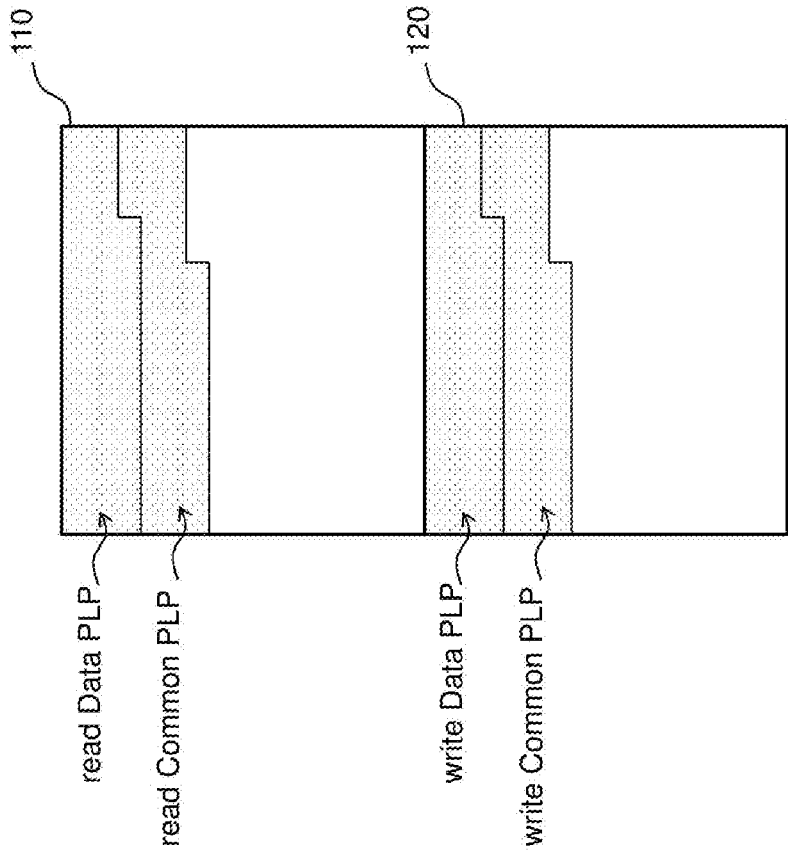 110
read Data PLP
read Common PLP
120
write Data PLP
write Common PLP